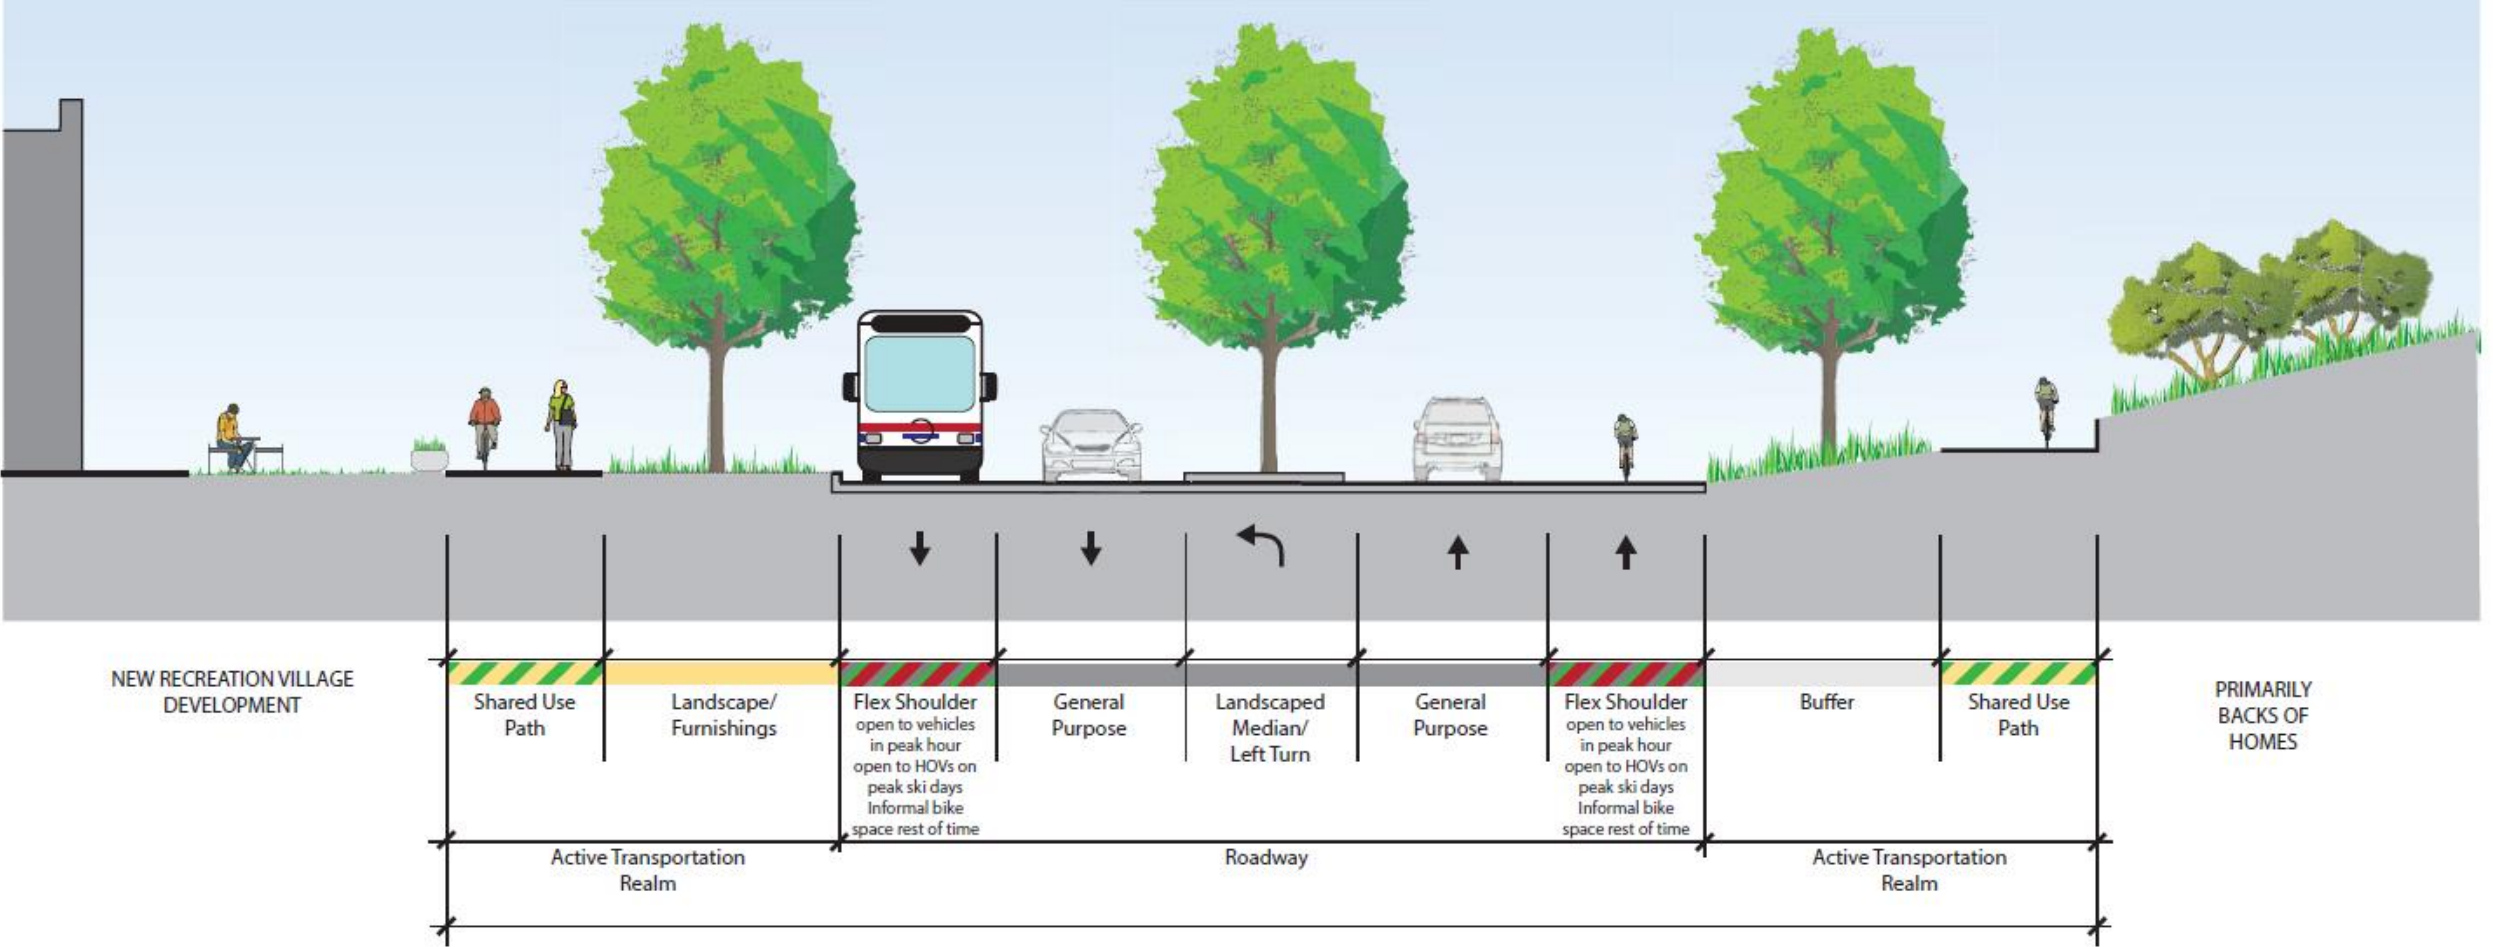 NEW RECREATION VILLAGE
DEVELOPMENT
Shared Use
Path
Landscape/
Furnishings
Flex Shoulder
open to vehicles
in peak hour
open to HOVs on
peak ski days
Informal bike
space rest of time
General
Purpose
Landscaped
Median/
Left Turn
General
Purpose
Flex Shoulder
open to vehicles
in peak hour
open to HOVs on
peak ski days
Informal bike
space rest of time
Buffer
Shared Use
Path
PRIMARILY
BACKS OF
HOMES
Active Transportation
Realm
Roadway
Active Transportation
Realm